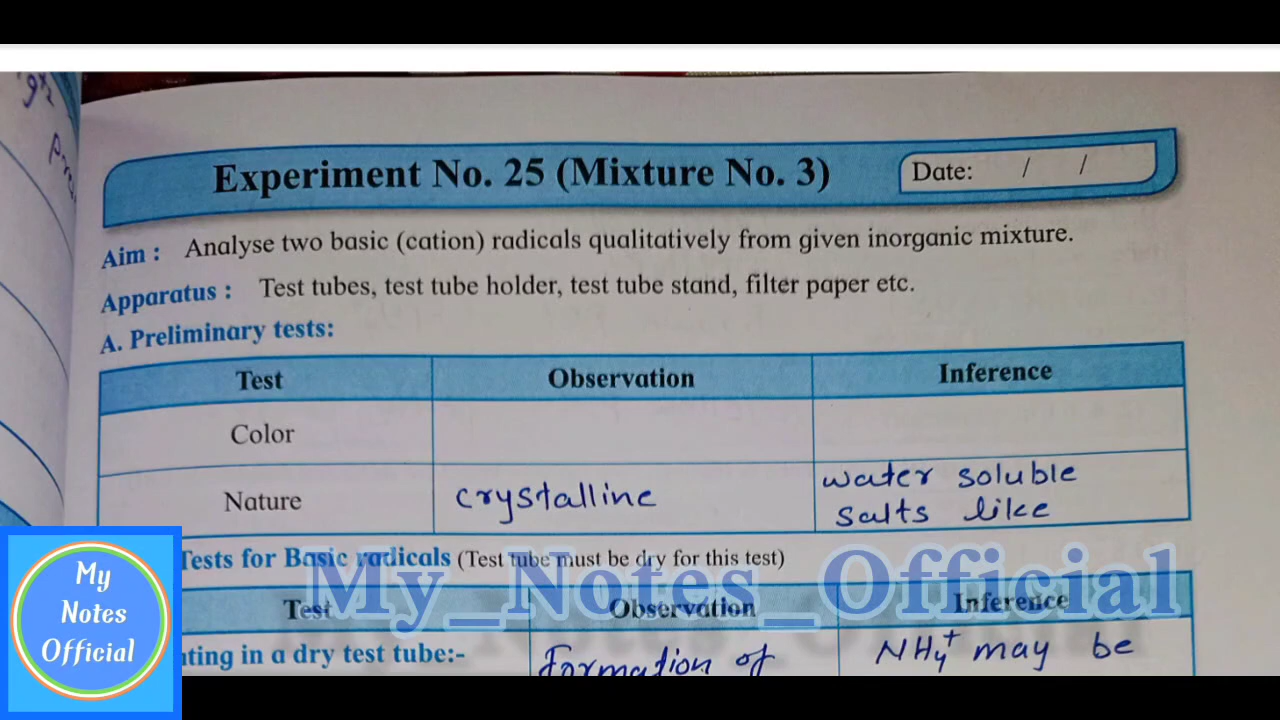 Experiment No. 25 (Mixture No. 3)
Date: / /
Aim : Analyse two basic (cation) radicals qualitatively from given inorganic mixture.
Apparatus : Test tubes, test tube holder, test tube stand, filter paper etc.
A. Preliminary tests:
Test Observation Inference
Color
Nature crystalline water soluble
salts like
Tests for Basic radicals (Test tube must be dry for this test)
My_Notes_Official
Test Observation Inference
in a dry test tube:- Formation of NH₄⁺ may be
My
Notes
Official